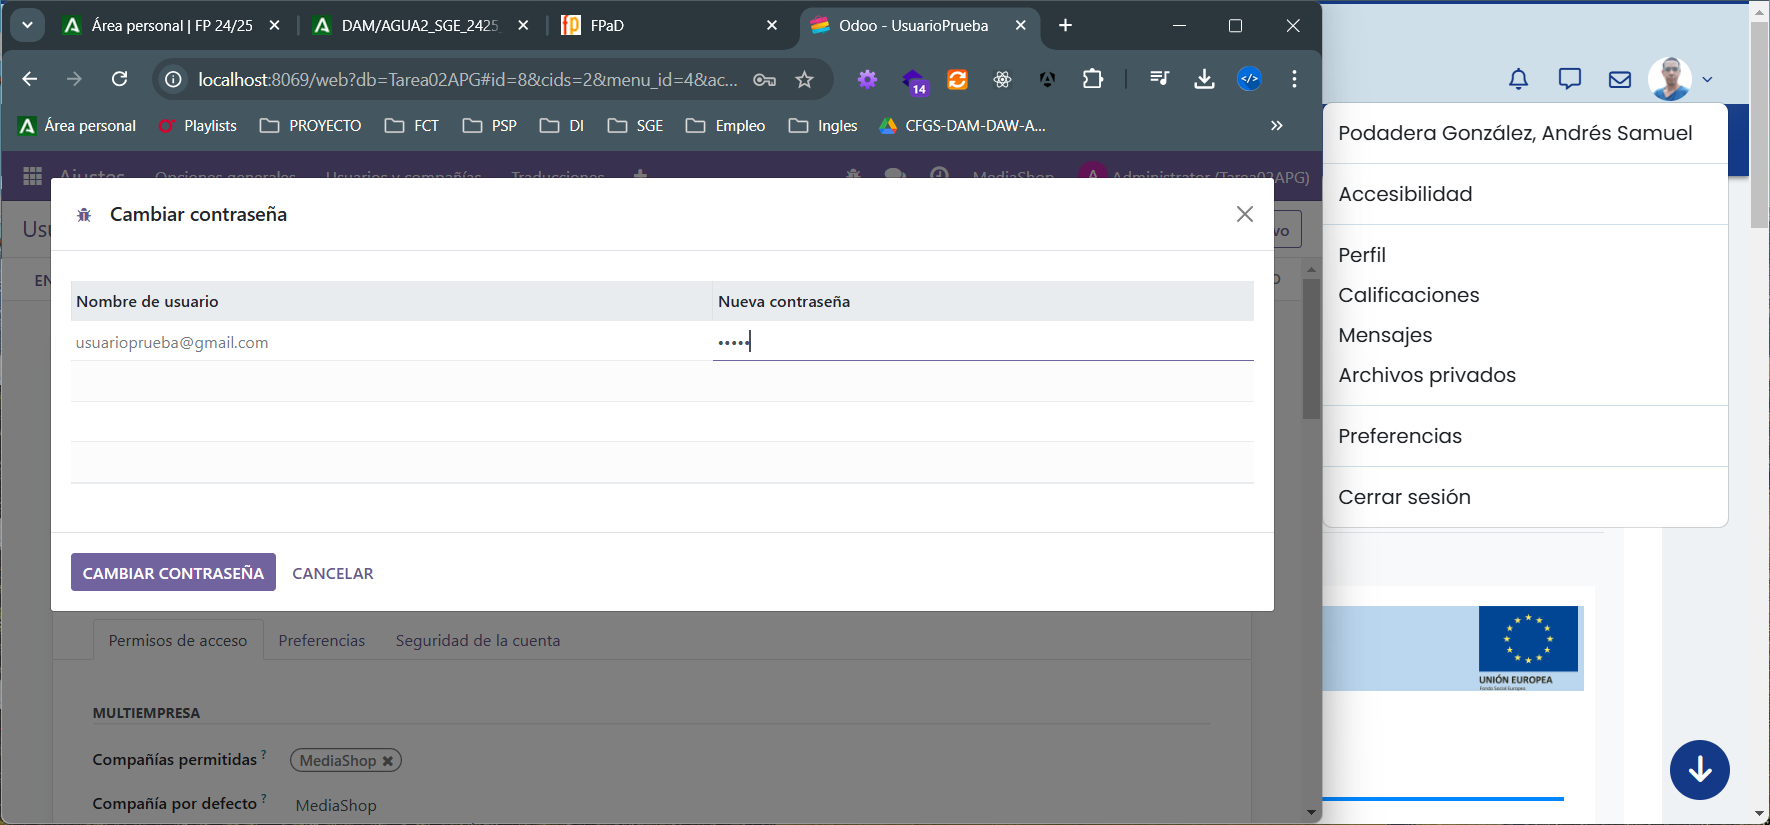 Área personal | FP 24/25
DAM/AGUA2_SGE_2425
FPaD
Odoo - UsuarioPrueba
localhost:8069/web?db=Tarea02APG#id=8&cids=2&menu_id=4&ac...
14
Área personal
Playlists
PROYECTO
FCT
PSP
DI
SGE
Empleo
Ingles
CFGS-DAM-DAW-A...
Ajustes
Opciones generales
Usuarios y compañías
Traducciones
MediaShop
A
Administrator (Tarea02APG)
Cambiar contraseña
Nombre de usuario
Nueva contraseña
usuarioprueba@gmail.com
•••••
CAMBIAR CONTRASEÑA
CANCELAR
Permisos de acceso
Preferencias
Seguridad de la cuenta
MULTIEMPRESA
Compañías permitidas ?
MediaShop
Compañía por defecto ?
MediaShop
Podadera González, Andrés Samuel
Accesibilidad
Perfil
Calificaciones
Mensajes
Archivos privados
Preferencias
Cerrar sesión
UNIÓN EUROPEA
Fondo Social Europeo